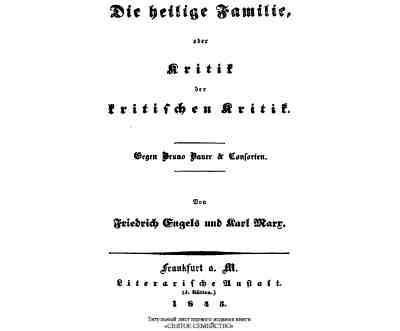 Die heilige Familie,
oder
Kritik
der
kritischen Kritik.
Gegen Bruno Bauer & Consorten.
Von
Friedrich Engels und Karl Marx.
Frankfurt a. M.
Literarische Anstalt.
(J. Rütten.)
1845.
Титульный лист первого издания книги
«СВЯТОЕ СЕМЕЙСТВО»